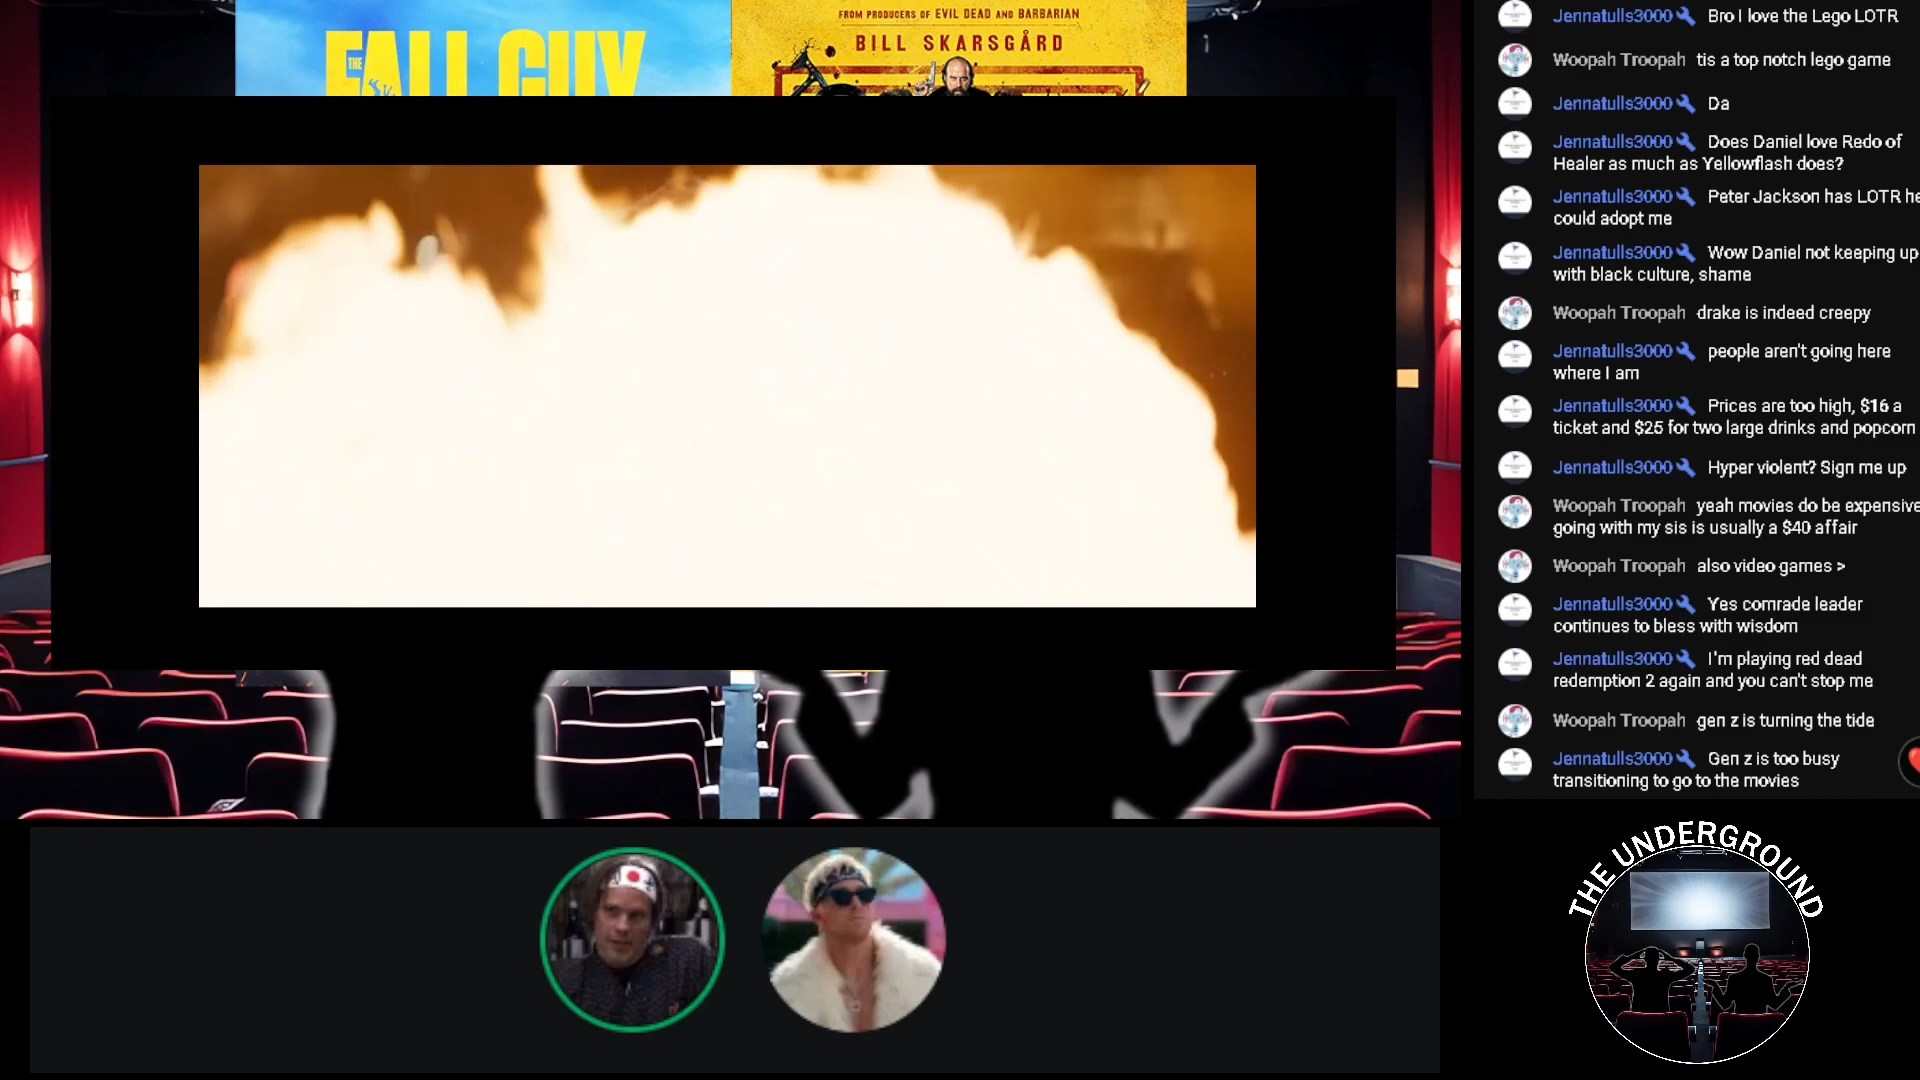 THE
FALL GUY
FROM PRODUCERS OF EVIL DEAD AND BARBARIAN
BILL SKARSGÅRD
Jennatulls3000 Bro I love the Lego LOTR
Woopah Troopah tis a top notch lego game
Jennatulls3000 Da
Jennatulls3000 Does Daniel love Redo of
Healer as much as Yellowflash does?
Jennatulls3000 Peter Jackson has LOTR he
could adopt me
Jennatulls3000 Wow Daniel not keeping up
with black culture, shame
Woopah Troopah drake is indeed creepy
Jennatulls3000 people aren't going here
where I am
Jennatulls3000 Prices are too high, $16 a
ticket and $25 for two large drinks and popcorn
Jennatulls3000 Hyper violent? Sign me up
Woopah Troopah yeah movies do be expensive
going with my sis is usually a $40 affair
Woopah Troopah also video games >
Jennatulls3000 Yes comrade leader
continues to bless with wisdom
Jennatulls3000 I'm playing red dead
redemption 2 again and you can't stop me
Woopah Troopah gen z is turning the tide
Jennatulls3000 Gen z is too busy
transitioning to go to the movies
THE UNDERGROUND